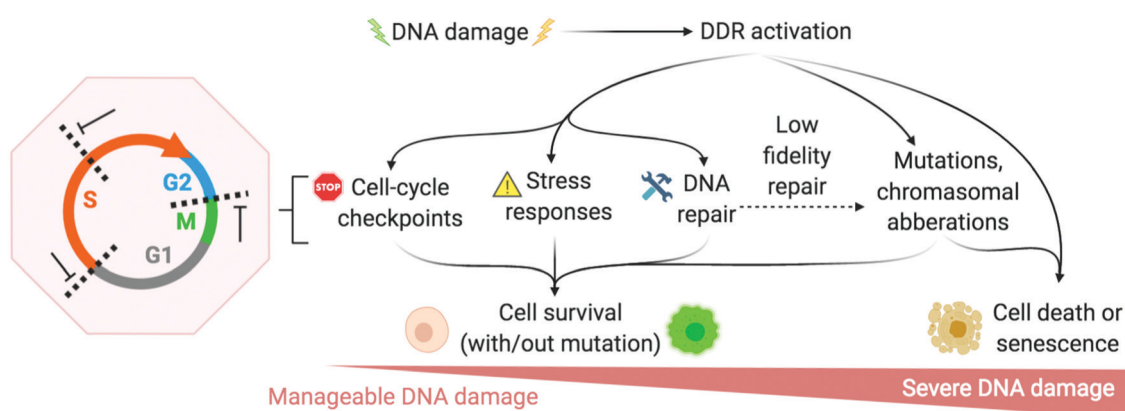 DNA damage
DDR activation
Low
fidelity
repair
S
G2
M
G1
STOP
Cell-cycle
checkpoints
Stress
responses
DNA
repair
Mutations,
chromasomal
abberations
Cell survival
(with/out mutation)
Cell death or
senescence
Manageable DNA damage
Severe DNA damage